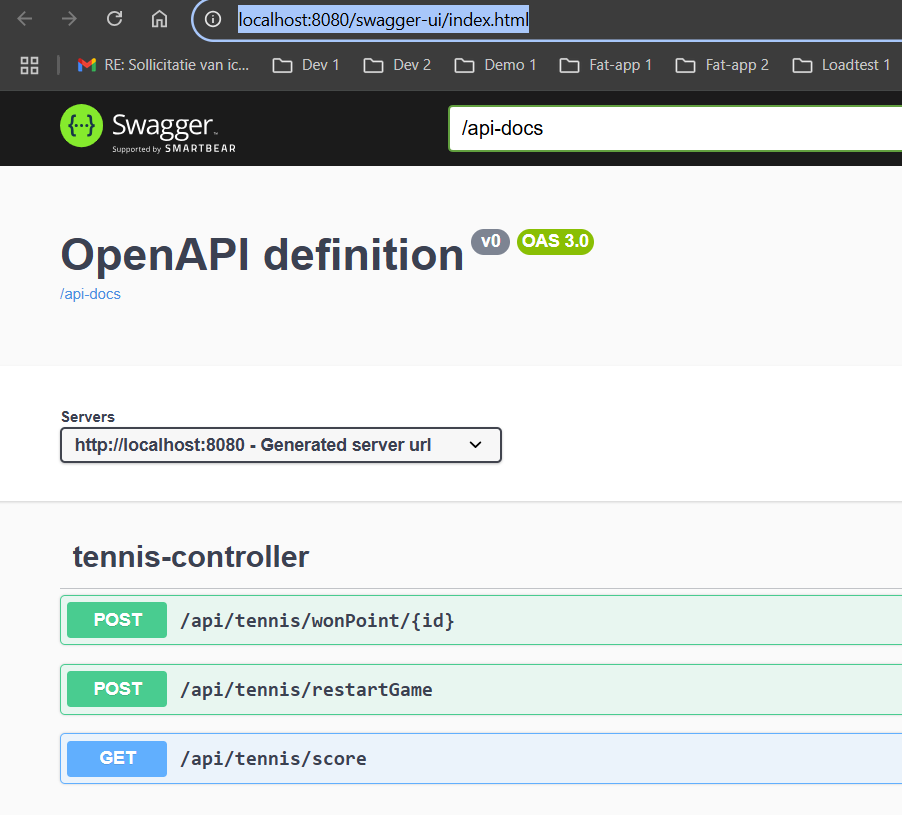 localhost:8080/swagger-ui/index.html
RE: Sollicitatie van ic... Dev 1 Dev 2 Demo 1 Fat-app 1 Fat-app 2 Loadtest 1
Swagger™
Supported by SMARTBEAR
/api-docs
OpenAPI definition v0 OAS 3.0
/api-docs
Servers
http://localhost:8080 - Generated server url
tennis-controller
POST /api/tennis/wonPoint/{id}
POST /api/tennis/restartGame
GET /api/tennis/score